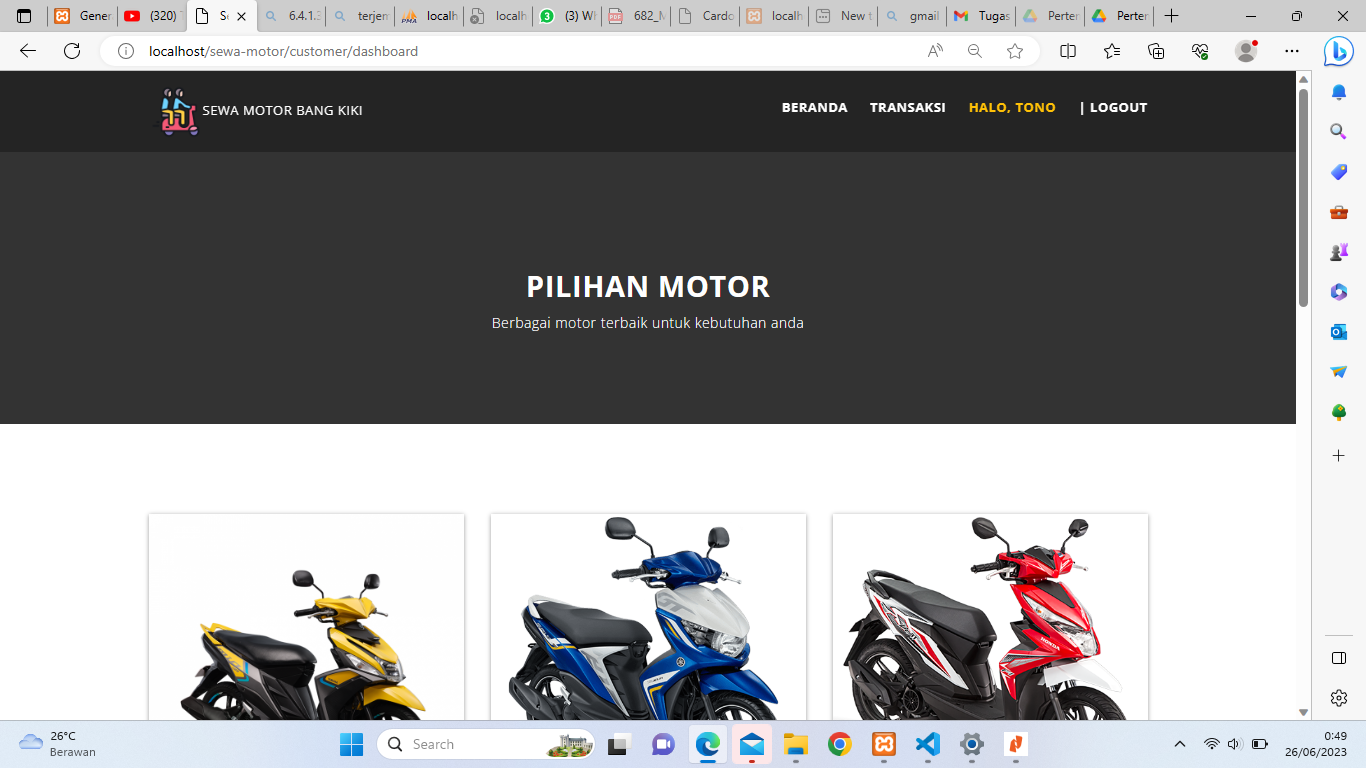 Gener
(320)
Se
6.4.1.3
terjem
localh
localh
(3) Wh
682_M
Cardo
localh
New t
gmail
Tugas
Perter
Perter
localhost/sewa-motor/customer/dashboard
SEWA MOTOR BANG KIKI
BERANDA
TRANSAKSI
HALO, TONO
| LOGOUT
PILIHAN MOTOR
Berbagai motor terbaik untuk kebutuhan anda
HONDA
26°C
Berawan
Search
0:49
26/06/2023